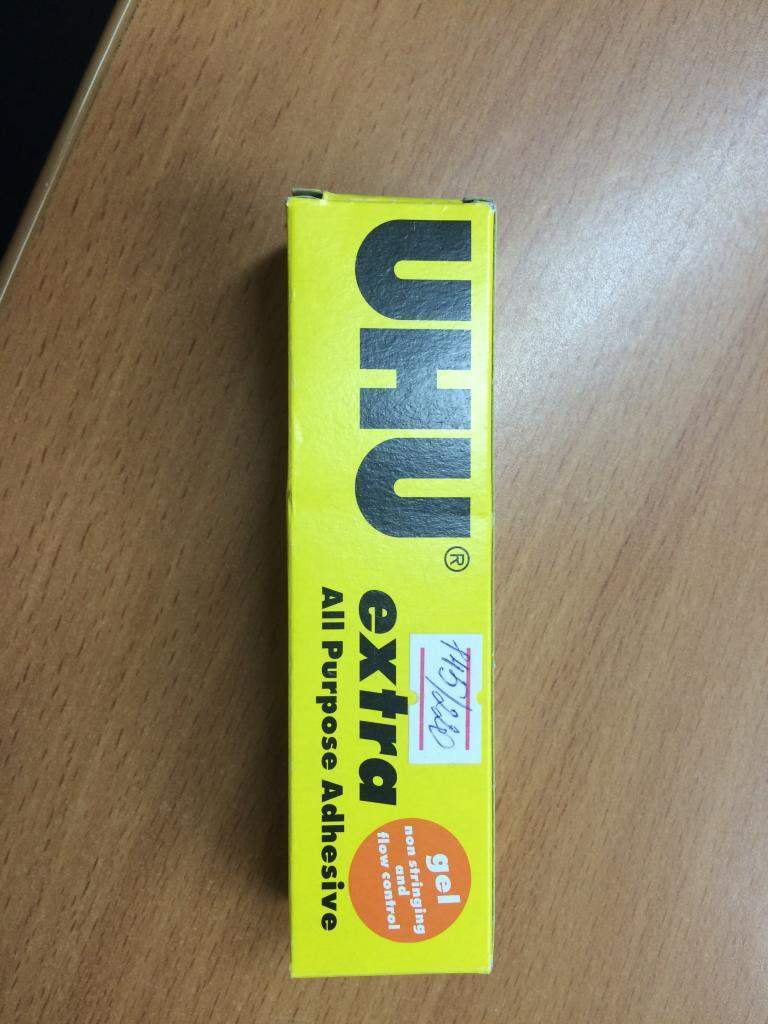 UHU®
extra
All Purpose Adhesive
gel
non stringing
and
flow control